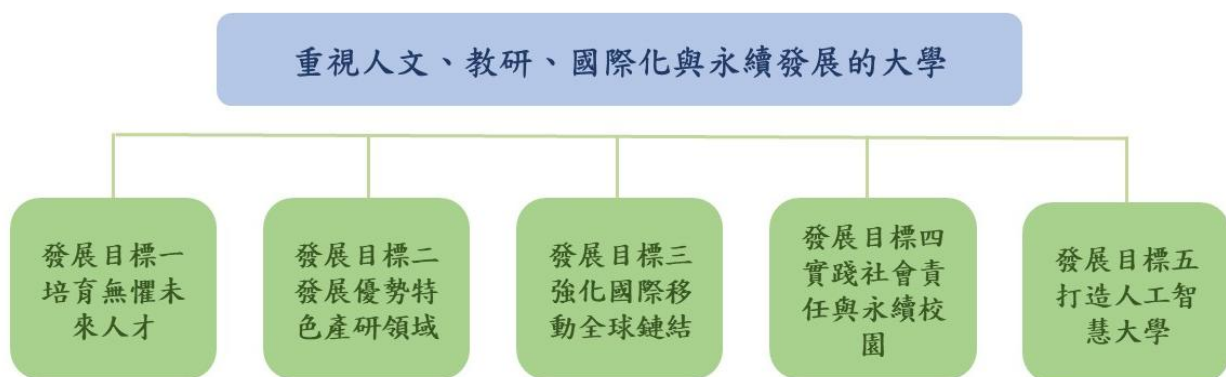 重視人文、教研、國際化與永續發展的大學
發展目標一
培育無懼未
來人才
發展目標二
發展優勢特
色產研領域
發展目標三
強化國際移
動全球鏈結
發展目標四
實踐社會責
任與永續校
園
發展目標五
打造人工智
慧大學